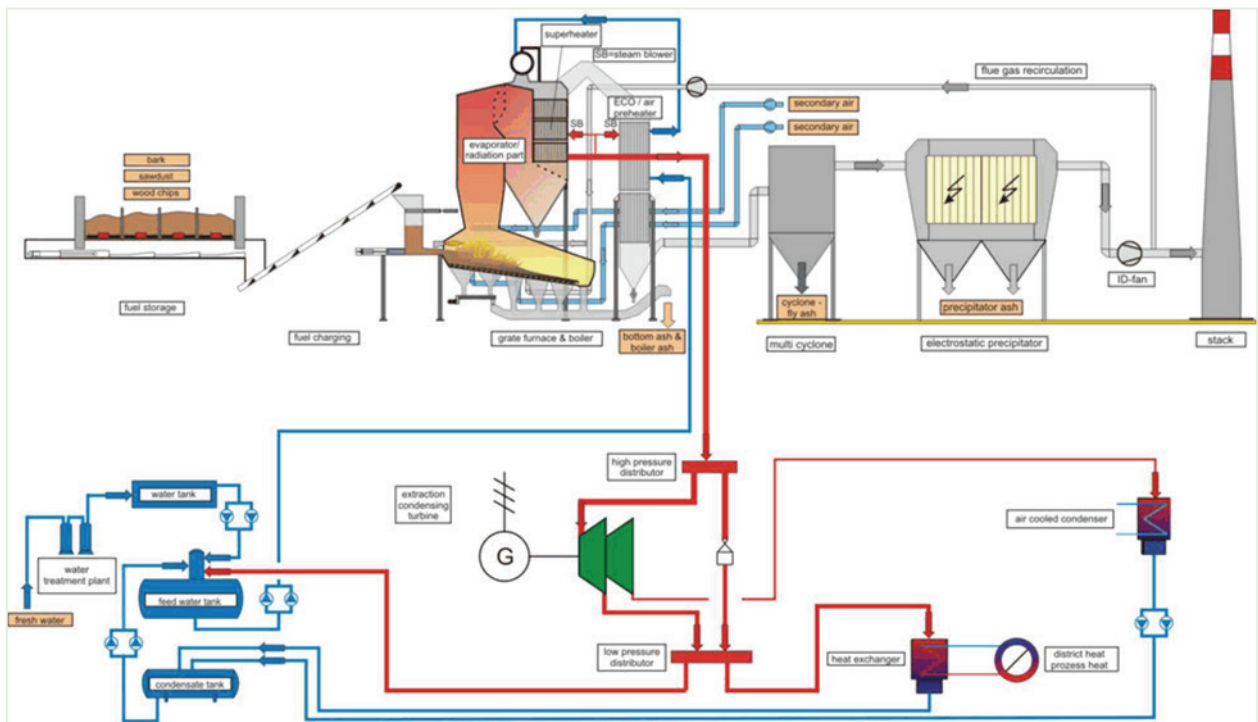 superheater
SB=steam blower
flue gas recirculation
ECO / air
preheater
secondary air
secondary air
SB
SB
evaporator/
radiation part
bark
sawdust
wood chips
fuel storage
fuel charging
grate furnace & boiler
bottom ash &
boiler ash
cyclone -
fly ash
multi cyclone
precipitator ash
electrostatic precipitator
ID-fan
stack
high pressure
distributor
extraction
condensing
turbine
G
air cooled condenser
water tank
water
treatment plant
feed water tank
fresh water
condensate tank
low pressure
distributor
heat exchanger
district heat
prozess heat